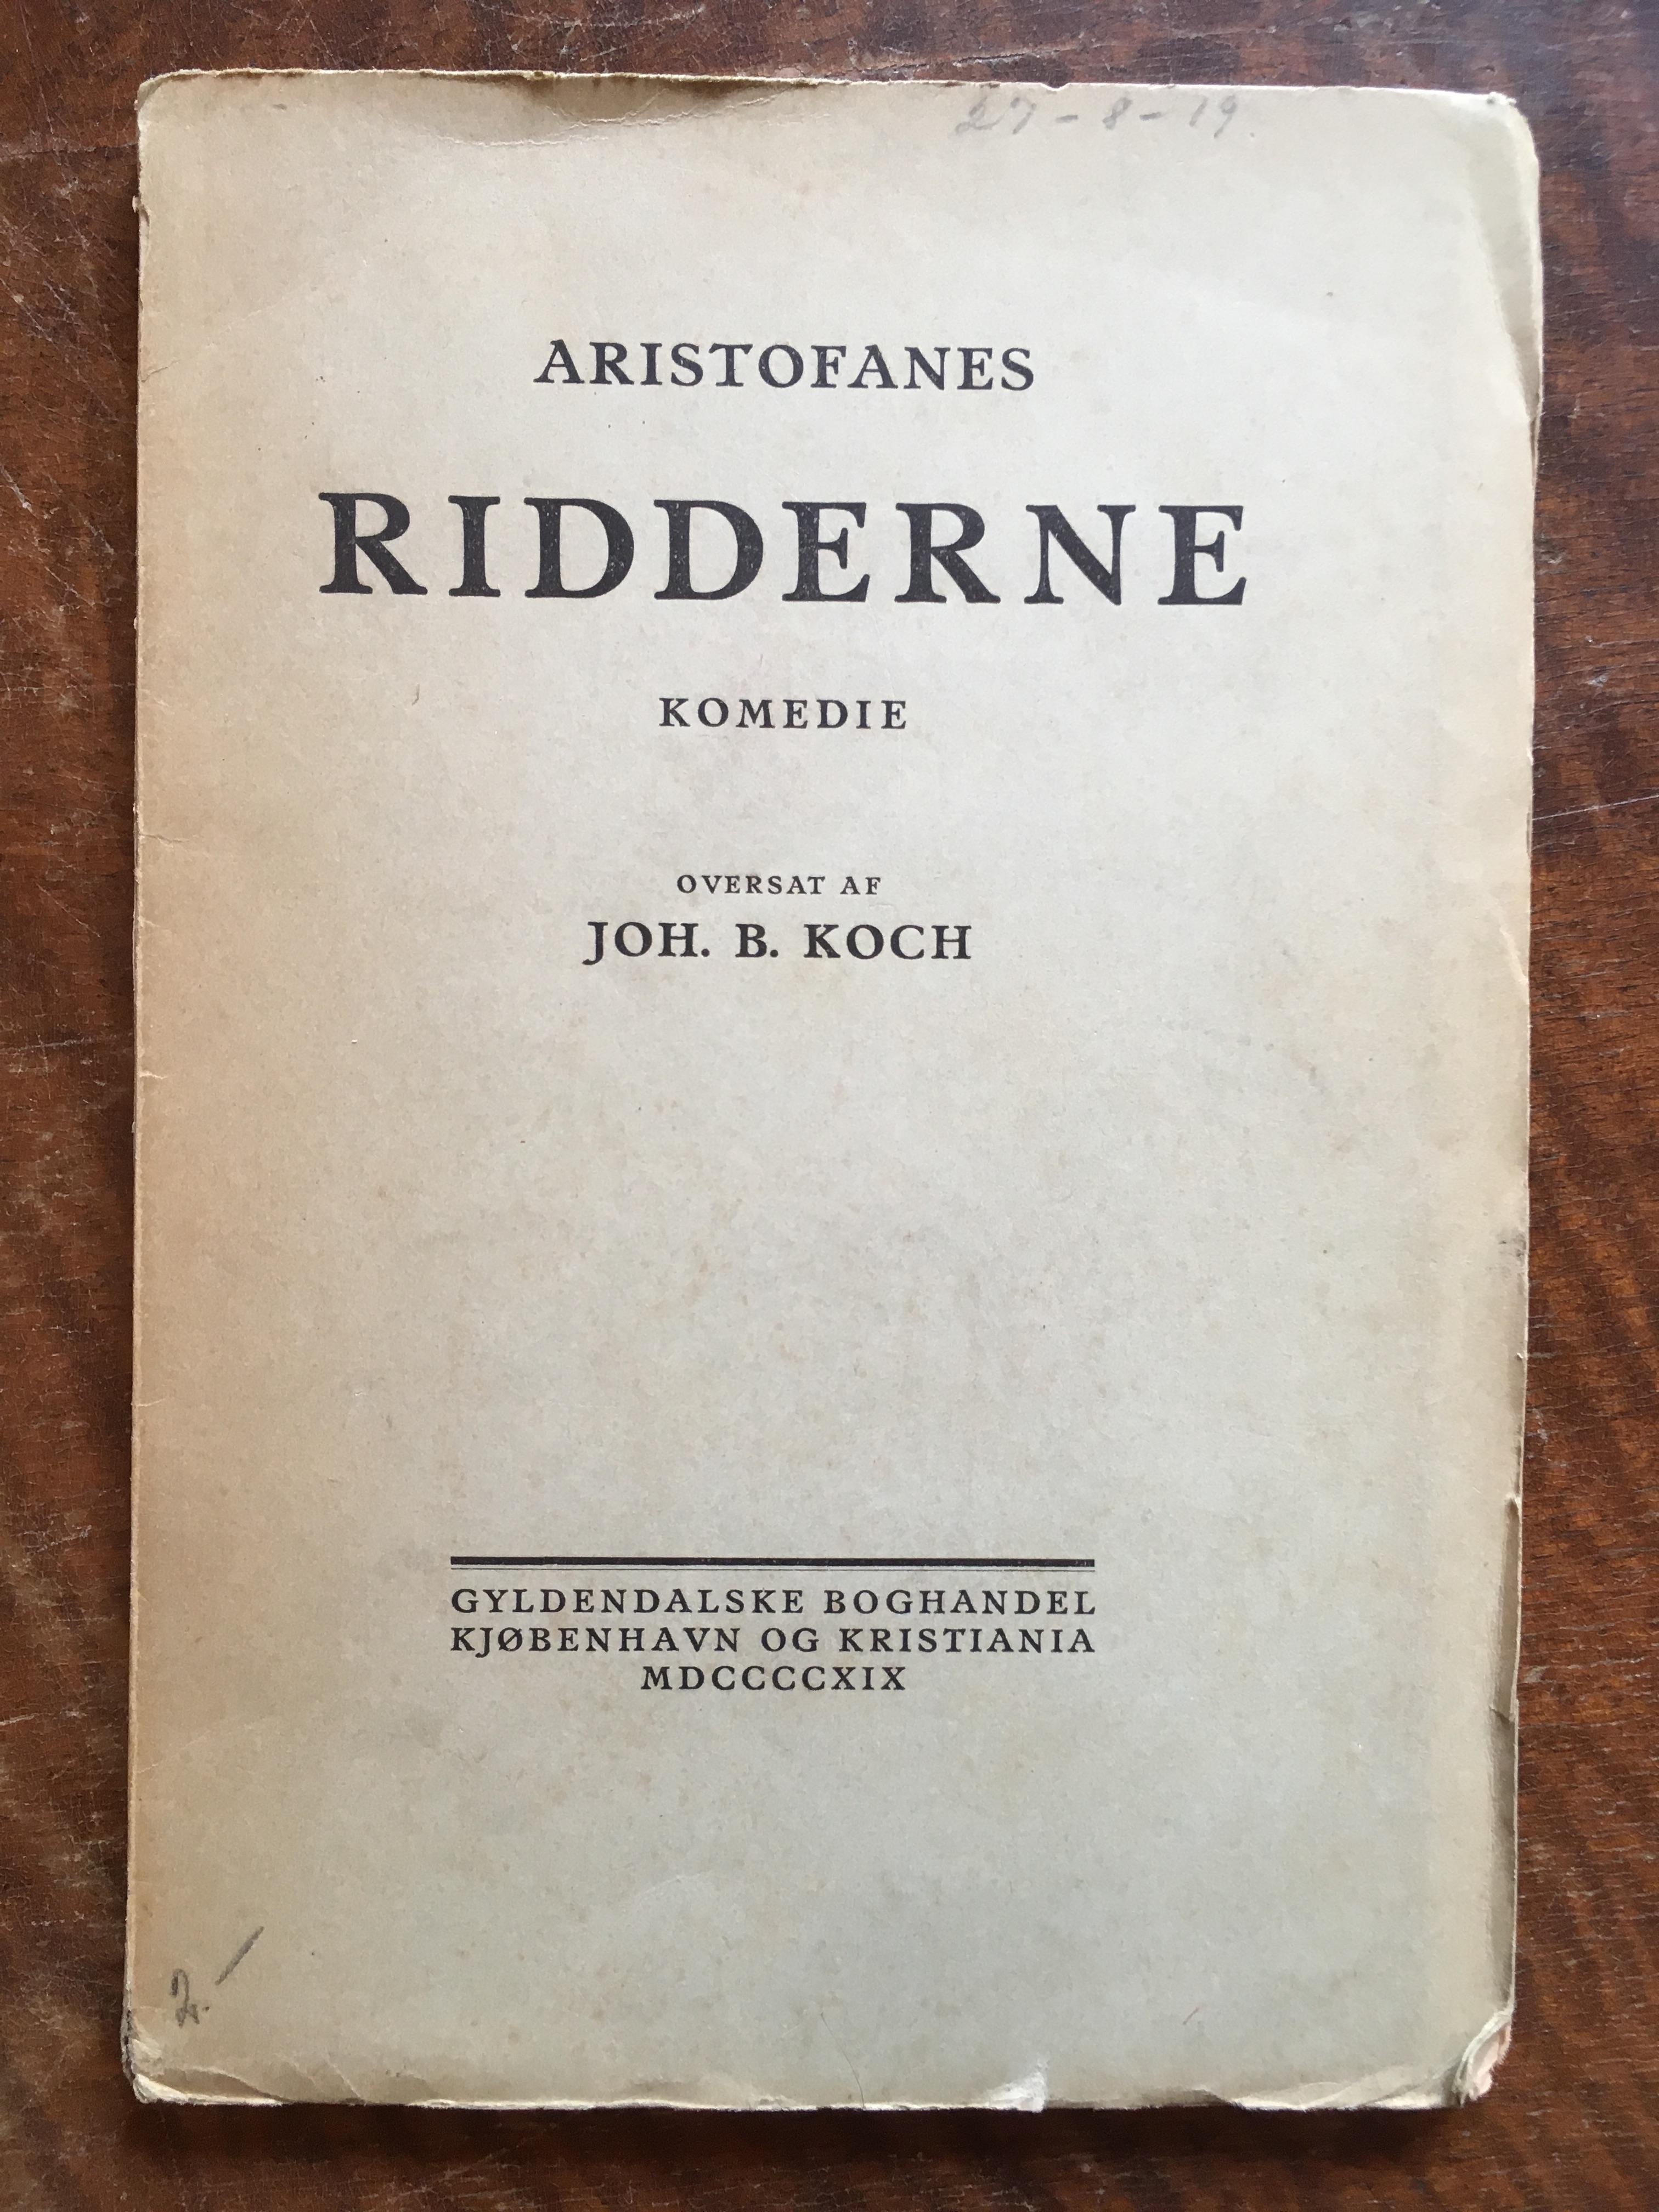 27-8-19.
ARISTOFANES
RIDDERNE
KOMEDIE
OVERSAT AF
JOH. B. KOCH
GYLDENDALSKE BOGHANDEL
KJØBENHAVN OG KRISTIANIA
MDCCCCXIX
2.